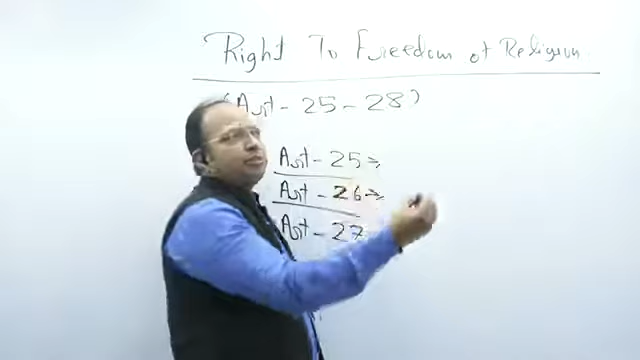 Right To Freedom of Religion
(Art - 25 - 28)
Art - 25 ⇒
Art - 26 ⇒
Art - 27